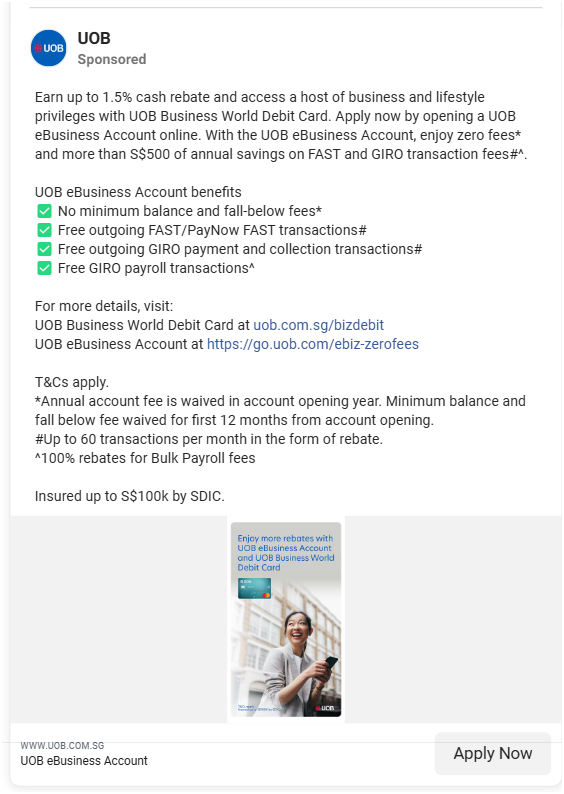 UOB
UOB
Sponsored
Earn up to 1.5% cash rebate and access a host of business and lifestyle
privileges with UOB Business World Debit Card. Apply now by opening a UOB
eBusiness Account online. With the UOB eBusiness Account, enjoy zero fees*
and more than S$500 of annual savings on FAST and GIRO transaction fees#^.
UOB eBusiness Account benefits
✅ No minimum balance and fall-below fees*
✅ Free outgoing FAST/PayNow FAST transactions#
✅ Free outgoing GIRO payment and collection transactions#
✅ Free GIRO payroll transactions^
For more details, visit:
UOB Business World Debit Card at uob.com.sg/bizdebit
UOB eBusiness Account at https://go.uob.com/ebiz-zerofees
T&Cs apply.
*Annual account fee is waived in account opening year. Minimum balance and
fall below fee waived for first 12 months from account opening.
#Up to 60 transactions per month in the form of rebate.
^100% rebates for Bulk Payroll fees
Insured up to S$100k by SDIC.
Enjoy more rebates with
UOB eBusiness Account
and UOB Business World
Debit Card
UOB
WWW.UOB.COM.SG
UOB eBusiness Account
Apply Now